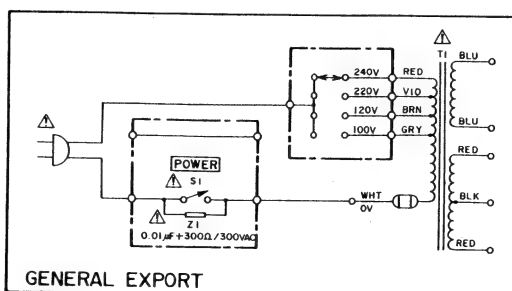 T1
240V RED BLU
220V VIO
120V BRN
100V GRY BLU
RED
POWER
S1
WHT BLK
0V
Z1
0.01μF+300Ω/300VAC
RED
GENERAL EXPORT